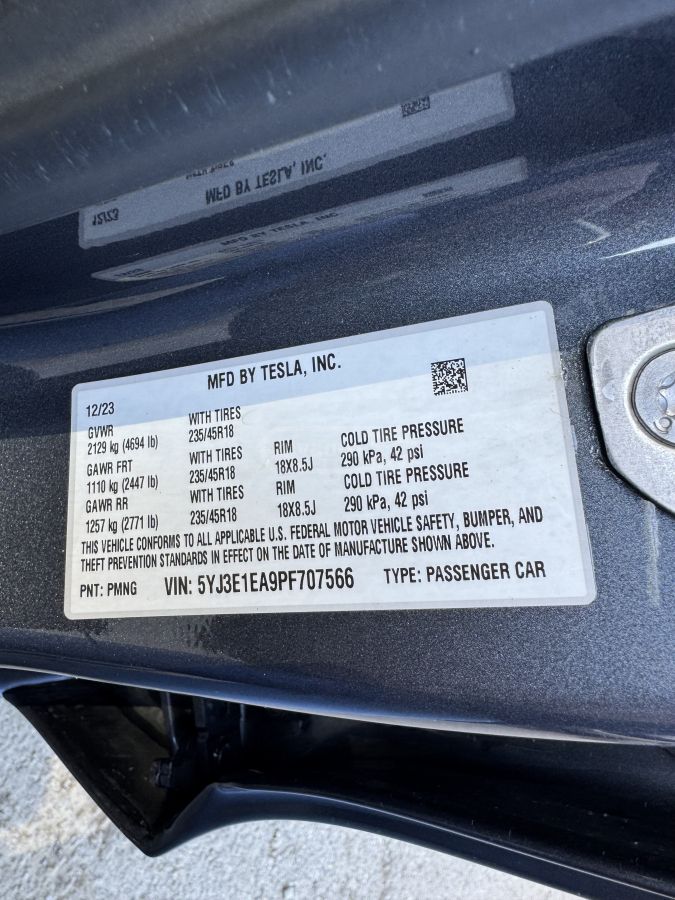 MFD BY TESLA, INC.
12/23
GVWR WITH TIRES
2129 kg (4694 lb) 235/45R18
GAWR FRT WITH TIRES RIM COLD TIRE PRESSURE
1110 kg (2447 lb) 235/45R18 18X8.5J 290 kPa, 42 psi
GAWR RR WITH TIRES RIM COLD TIRE PRESSURE
1257 kg (2771 lb) 235/45R18 18X8.5J 290 kPa, 42 psi
THIS VEHICLE CONFORMS TO ALL APPLICABLE U.S. FEDERAL MOTOR VEHICLE SAFETY, BUMPER, AND
THEFT PREVENTION STANDARDS IN EFFECT ON THE DATE OF MANUFACTURE SHOWN ABOVE.
PNT: PMNG VIN: 5YJ3E1EA9PF707566 TYPE: PASSENGER CAR